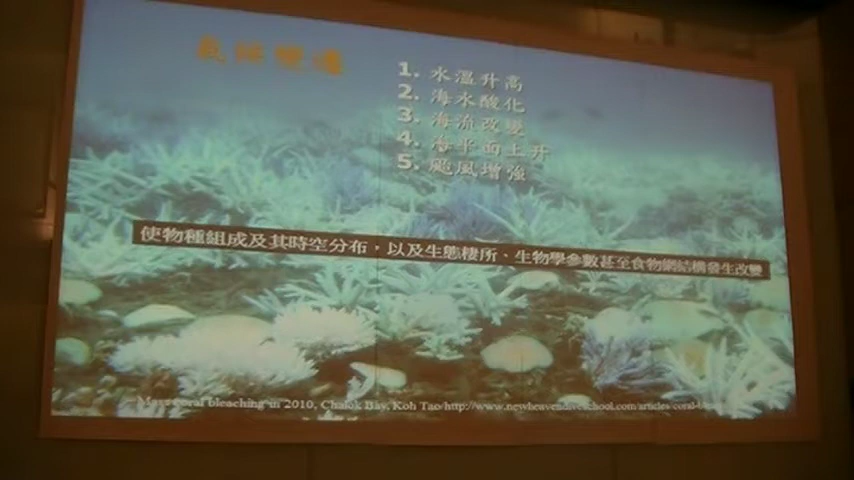 氣候變遷
1. 水溫升高
2. 海水酸化
3. 海流改變
4. 海平面上升
5. 颱風增強
使物種組成及其時空分布，以及生態棲所、生物學參數甚至食物網結構發生改變
Mass coral bleaching in 2010, Chalok Bay, Koh Tao/http://www.newheavendiveschool.com/articles/coral-